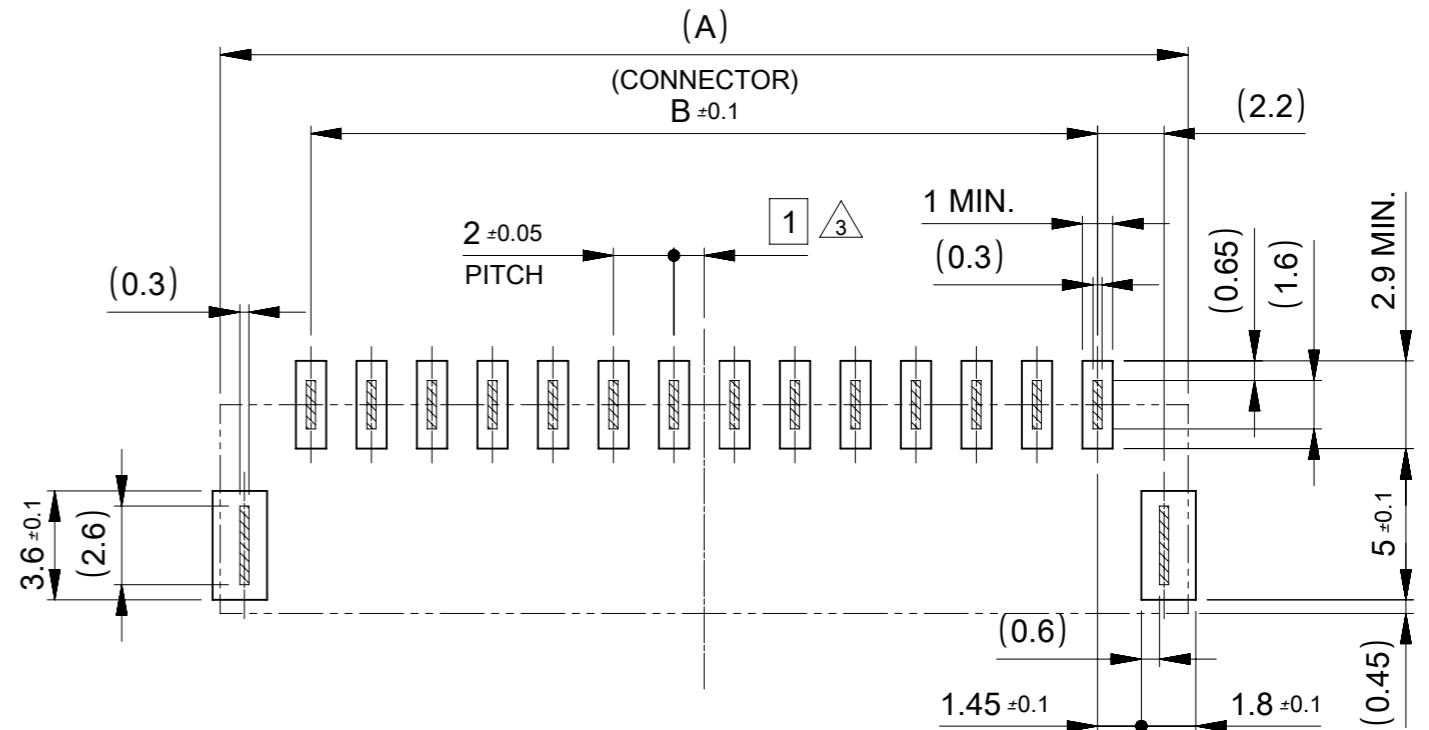 (A)
(CONNECTOR)
B ±0.1
(2.2)
2 ±0.05
PITCH
1
3
1 MIN.
(0.3)
(0.3)
(0.65)
(1.6)
2.9 MIN.
3.6 ±0.1
(2.6)
5 ±0.1
(0.6)
(0.45)
1.45 ±0.1
1.8 ±0.1